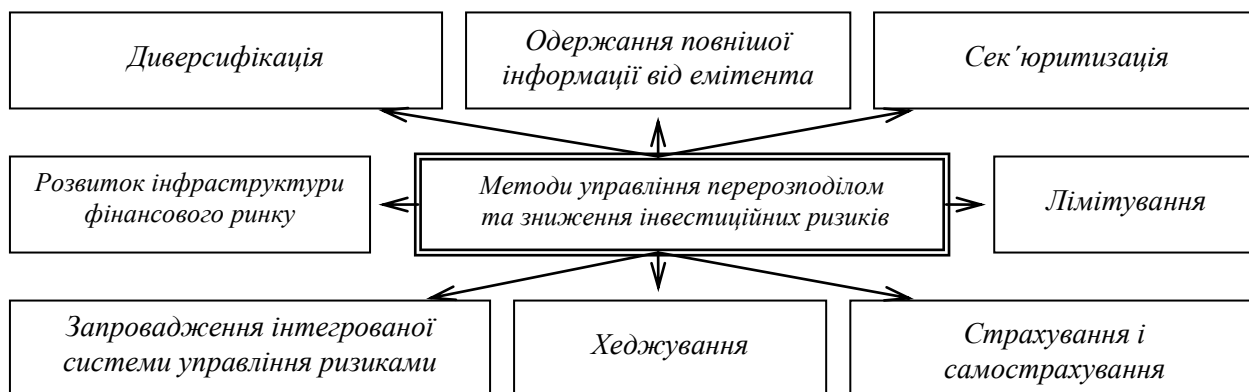 Диверсифікація
Одержання повнішої
інформації від емітента
Сек´юритизація
Розвиток інфраструктури
фінансового ринку
Методи управління перерозподілом
та зниження інвестиційних ризиків
Лімітування
Запровадження інтегрованої
системи управління ризиками
Хеджування
Страхування і
самострахування